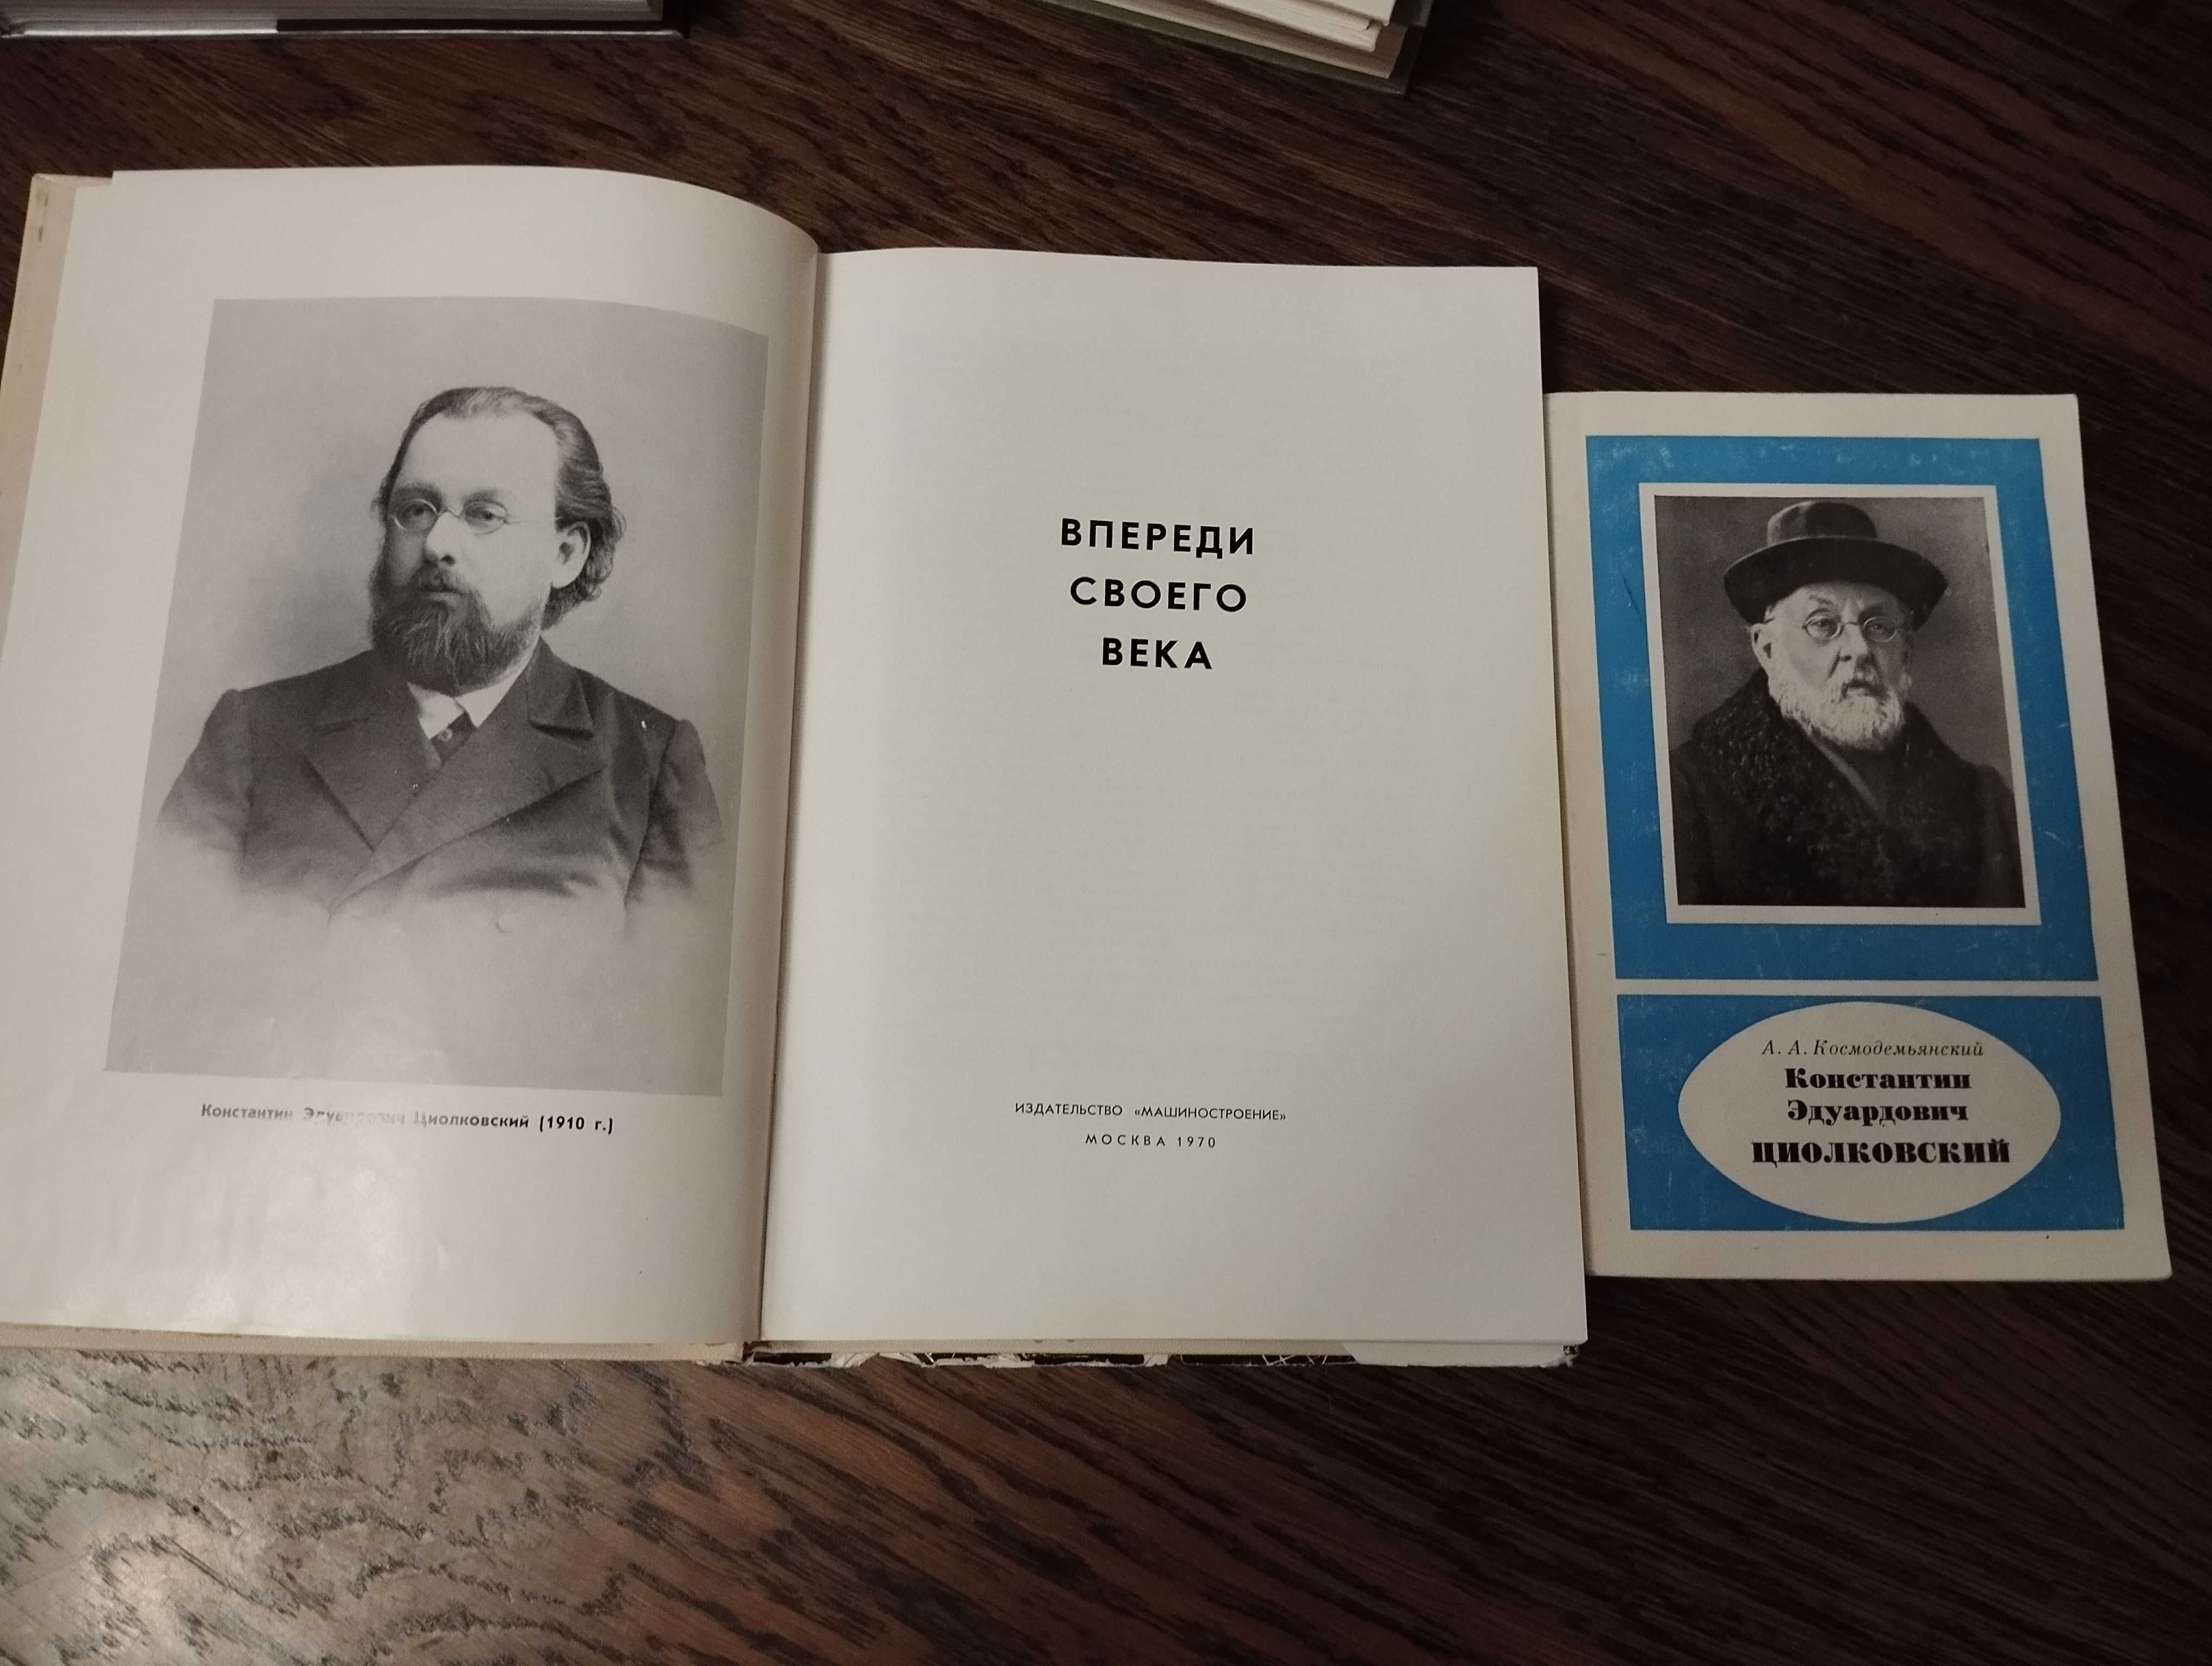 Константин Эдуардович Циолковский (1910 г.)
ВПЕРЕДИ
СВОЕГО
ВЕКА
ИЗДАТЕЛЬСТВО «МАШИНОСТРОЕНИЕ»
МОСКВА 1970
А. А. Космодемьянский
Константин
Эдуардович
ЦИОЛКОВСКИЙ